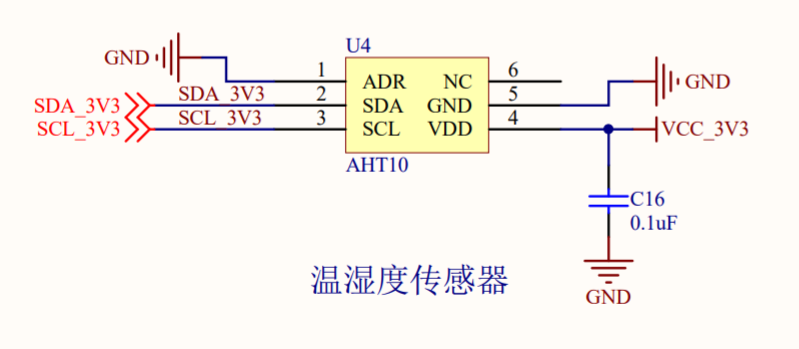 U4
GND
1
ADR
NC
6
GND
SDA_3V3
SDA_3V3
2
SDA
GND
5
SCL_3V3
SCL_3V3
3
SCL
VDD
4
VCC_3V3
AHT10
C16
0.1uF
温湿度传感器
GND